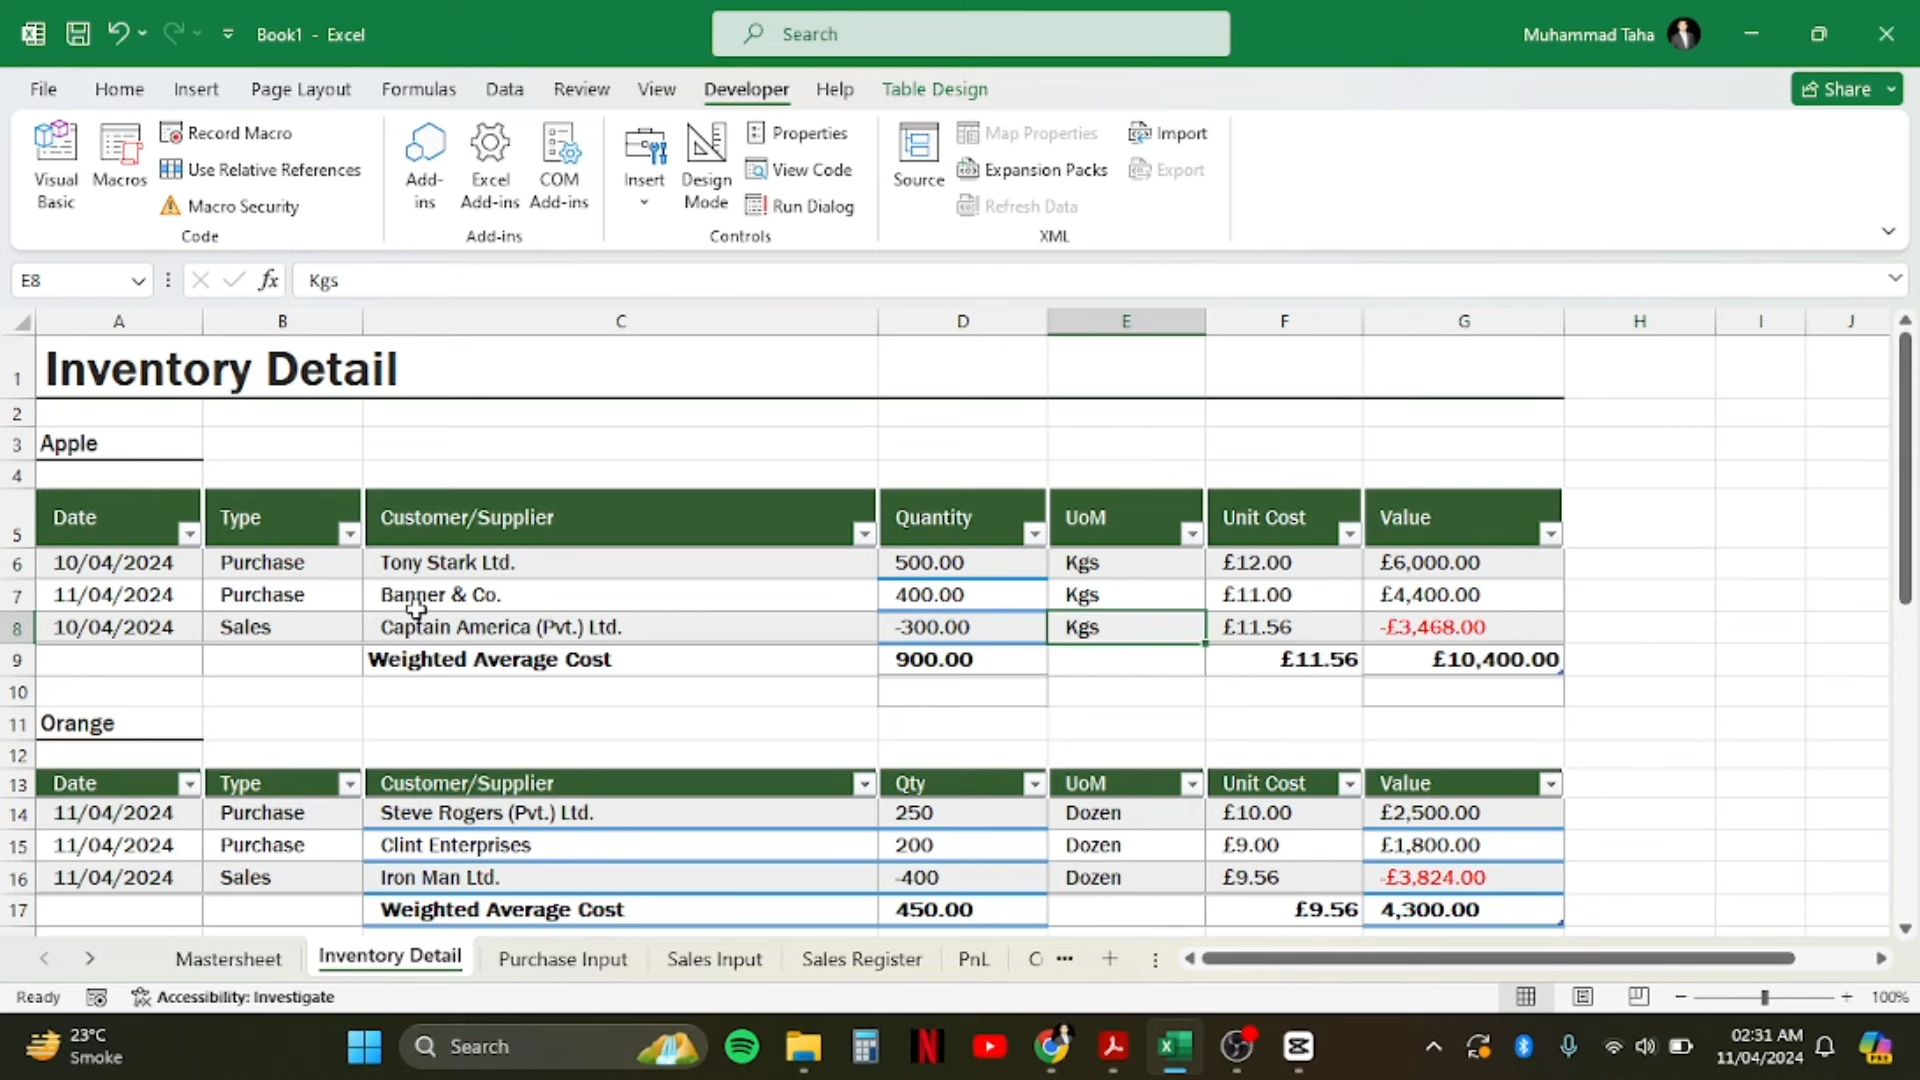 Book1 - Excel
Search
Muhammad Taha
File Home Insert Page Layout Formulas Data Review View Developer Help Table Design
Share
Visual Basic
Macros
Record Macro
Use Relative References
Macro Security
Code
Add-ins
Excel Add-ins
COM Add-ins
Add-ins
Insert
Design Mode
Properties
View Code
Run Dialog
Controls
Source
Map Properties
Expansion Packs
Refresh Data
Import
Export
XML
E8
fx
Kgs
A B C D E F G H I J
1 Inventory Detail
2
3 Apple
4
5 Date Type Customer/Supplier Quantity UoM Unit Cost Value
6 10/04/2024 Purchase Tony Stark Ltd. 500.00 Kgs £12.00 £6,000.00
7 11/04/2024 Purchase Banner & Co. 400.00 Kgs £11.00 £4,400.00
8 10/04/2024 Sales Captain America (Pvt.) Ltd. -300.00 Kgs £11.56 -£3,468.00
9 Weighted Average Cost 900.00 £11.56 £10,400.00
10
11 Orange
12
13 Date Type Customer/Supplier Qty UoM Unit Cost Value
14 11/04/2024 Purchase Steve Rogers (Pvt.) Ltd. 250 Dozen £10.00 £2,500.00
15 11/04/2024 Purchase Clint Enterprises 200 Dozen £9.00 £1,800.00
16 11/04/2024 Sales Iron Man Ltd. -400 Dozen £9.56 -£3,824.00
17 Weighted Average Cost 450.00 £9.56 4,300.00
Mastersheet Inventory Detail Purchase Input Sales Input Sales Register PnL
Ready
Accessibility: Investigate
100%
23°C
Smoke
Search
02:31 AM
11/04/2024